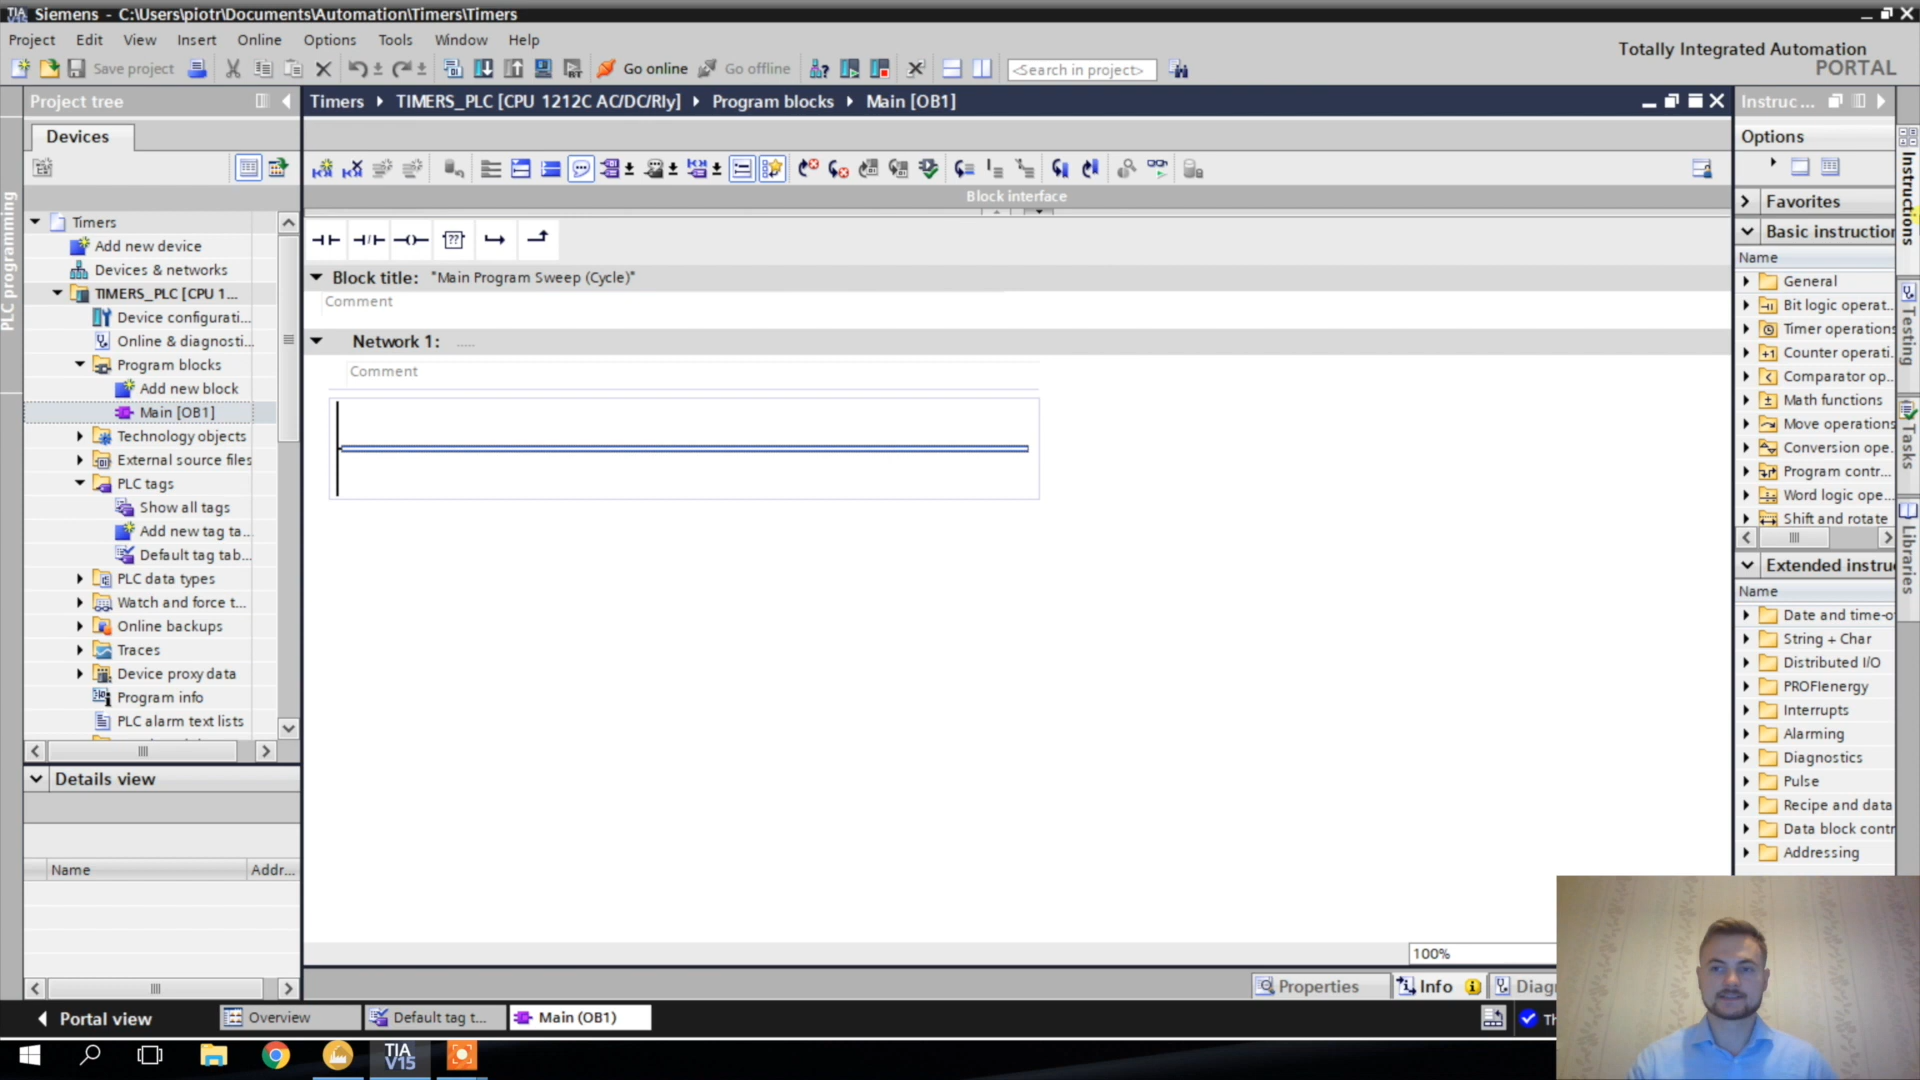 Siemens - C:\Users\piotr\Documents\Automation\Timers\Timers
Project Edit View Insert Online Options Tools Window Help
Totally Integrated Automation
PORTAL
Save project
Go online
Go offline
<Search in project>
Project tree
Timers TIMERS_PLC [CPU 1212C AC/DC/Rly] Program blocks Main [OB1]
Instruc...
Devices
Options
Block interface
PLC programming
Timers
Add new device
Devices & networks
TIMERS_PLC [CPU 1...
Device configurati...
Online & diagnosti...
Program blocks
Add new block
Main [OB1]
Technology objects
External source files
PLC tags
Show all tags
Add new tag ta...
Default tag tab...
PLC data types
Watch and force t...
Online backups
Traces
Device proxy data
Program info
PLC alarm text lists
Details view
Name Addr...
??
Block title: "Main Program Sweep (Cycle)"
Comment
Network 1: .....
Comment
100%
Properties
Info
Diag
Favorites
Basic instruction
Name
General
Bit logic operat...
Timer operations
Counter operati...
Comparator op...
Math functions
Move operations
Conversion ope...
Program contr...
Word logic ope...
Shift and rotate
Extended instru
Name
Date and time-o
String + Char
Distributed I/O
PROFIenergy
Interrupts
Alarming
Diagnostics
Pulse
Recipe and data
Data block contr
Addressing
Instructions
Testing
Tasks
Libraries
Portal view
Overview
Default tag t...
Main (OB1)
Th
TIA
V15